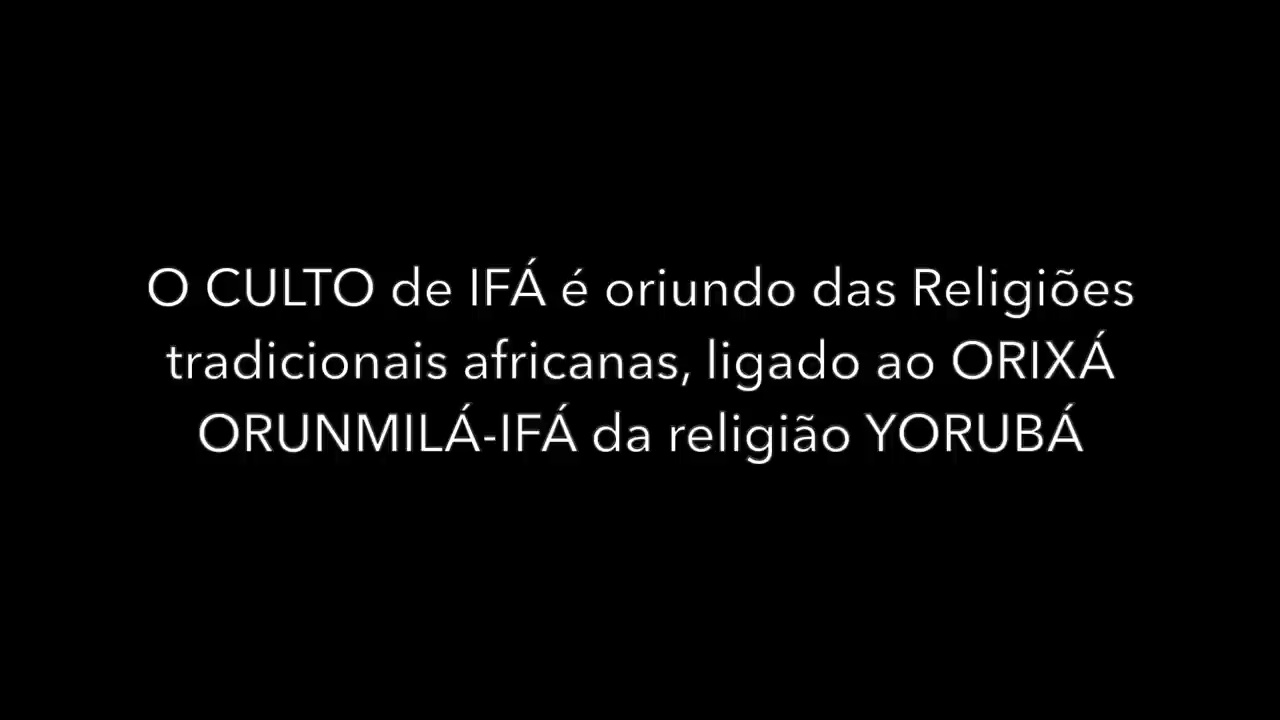 O CULTO de IFÁ é oriundo das Religiões
tradicionais africanas, ligado ao ORIXÁ
ORUNMILÁ-IFÁ da religião YORUBÁ